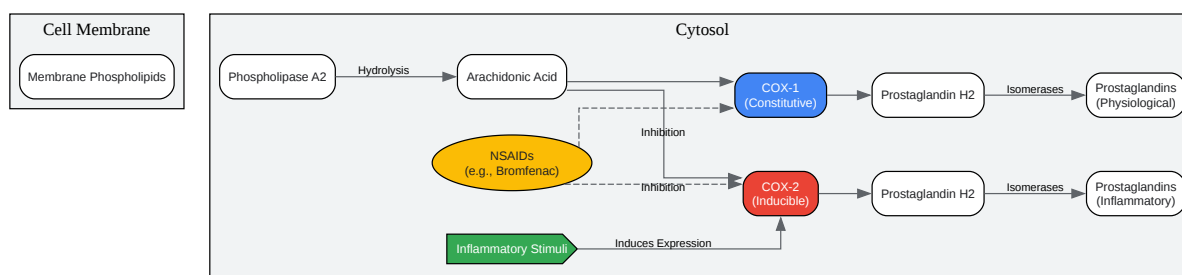 Cell Membrane
Membrane Phospholipids
Cytosol
Phospholipase A2
Hydrolysis
Arachidonic Acid
COX-1
(Constitutive)
Prostaglandin H2
Isomerases
Prostaglandins
(Physiological)
Inhibition
NSAIDs
(e.g., Bromfenac)
Inhibition
COX-2
(Inducible)
Prostaglandin H2
Isomerases
Prostaglandins
(Inflammatory)
Inflammatory Stimuli
Induces Expression